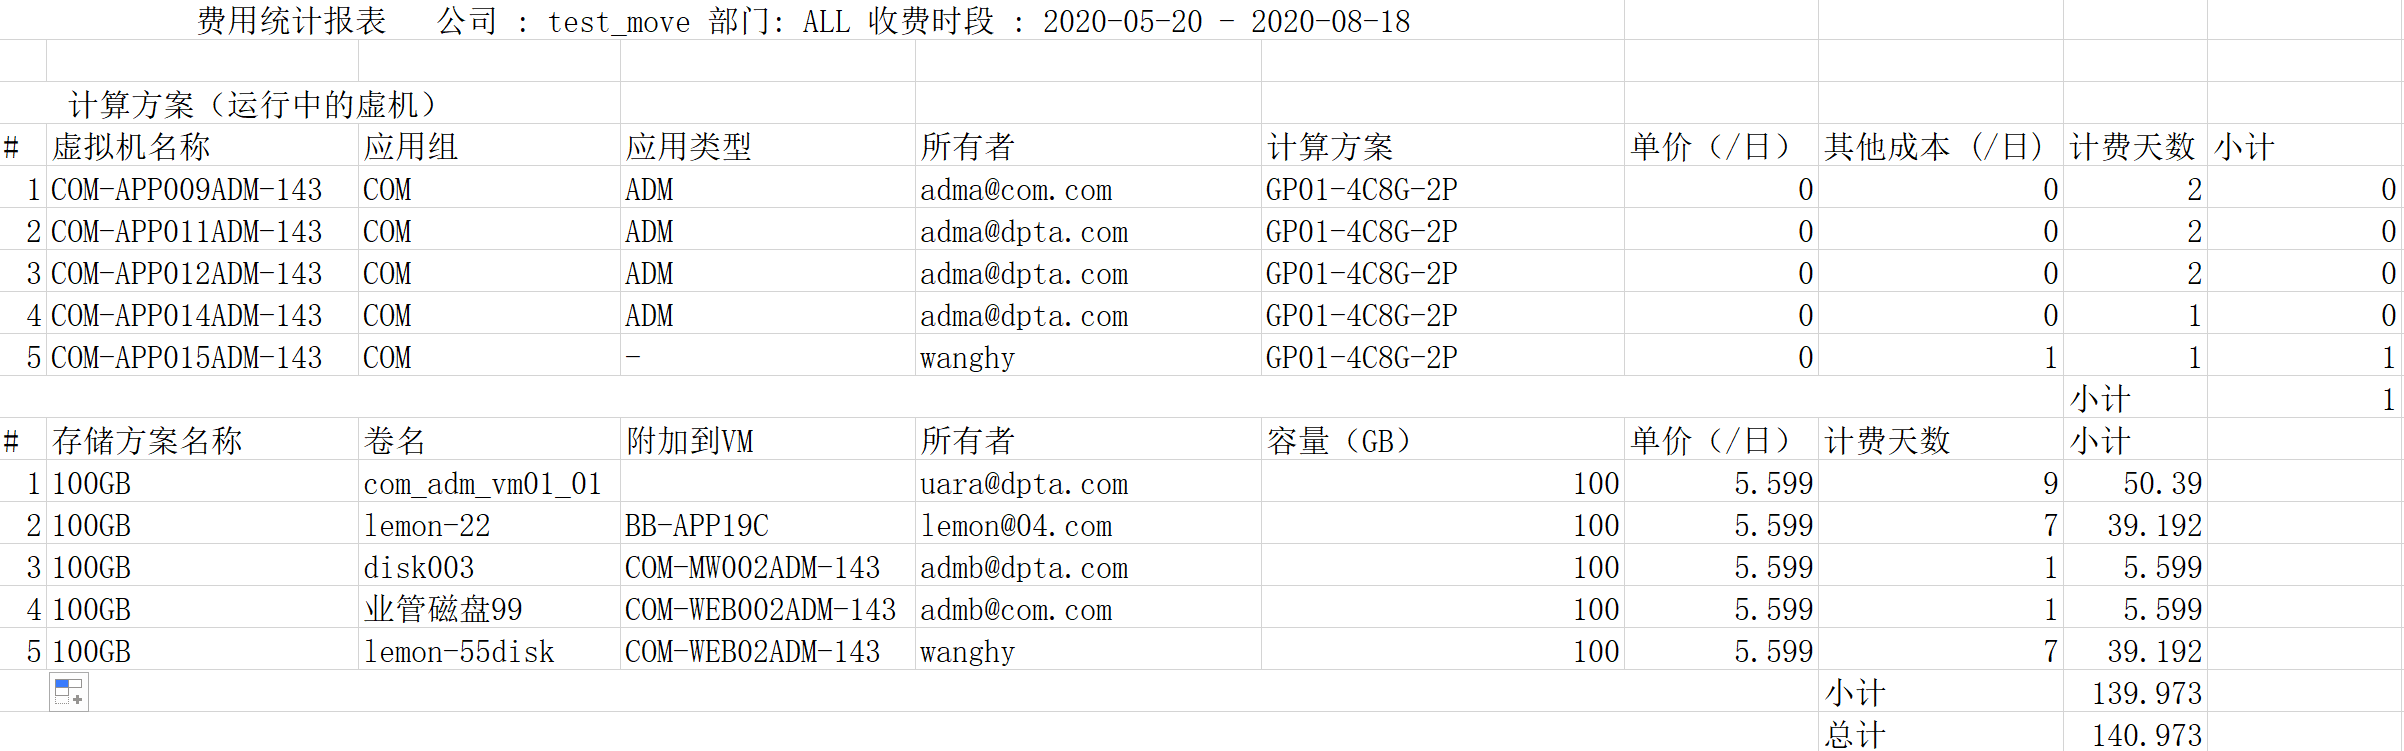 费用统计报表 公司 : test_move 部门: ALL 收费时段 : 2020-05-20 - 2020-08-18
计算方案（运行中的虚机）
# 虚拟机名称 应用组 应用类型 所有者 计算方案 单价（/日） 其他成本 (/日) 计费天数 小计
1 COM-APP009ADM-143 COM ADM adma@com.com GP01-4C8G-2P 0 0 2 0
2 COM-APP011ADM-143 COM ADM adma@dpta.com GP01-4C8G-2P 0 0 2 0
3 COM-APP012ADM-143 COM ADM adma@dpta.com GP01-4C8G-2P 0 0 2 0
4 COM-APP014ADM-143 COM ADM adma@dpta.com GP01-4C8G-2P 0 0 1 0
5 COM-APP015ADM-143 COM - wanghy GP01-4C8G-2P 0 1 1 1
小计 1
# 存储方案名称 卷名 附加到VM 所有者 容量（GB） 单价（/日） 计费天数 小计
1 100GB com_adm_vm01_01 uara@dpta.com 100 5.599 9 50.39
2 100GB lemon-22 BB-APP19C lemon@04.com 100 5.599 7 39.192
3 100GB disk003 COM-MW002ADM-143 admb@dpta.com 100 5.599 1 5.599
4 100GB 业管磁盘99 COM-WEB002ADM-143 admb@com.com 100 5.599 1 5.599
5 100GB lemon-55disk COM-WEB02ADM-143 wanghy 100 5.599 7 39.192
小计 139.973
总计 140.973